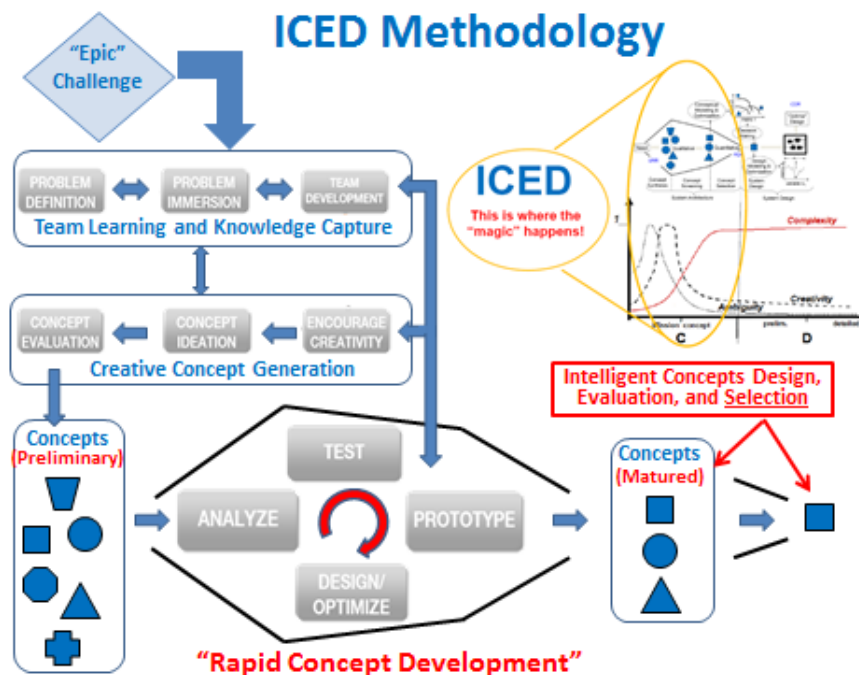 ICED Methodology
"Epic"
Challenge
PROBLEM
DEFINITION
PROBLEM
IMMERSION
TEAM
DEVELOPMENT
Team Learning and Knowledge Capture
CONCEPT
EVALUATION
CONCEPT
IDEATION
ENCOURAGE
CREATIVITY
Creative Concept Generation
ICED
This is where the
"magic" happens!
Complexity
Creativity
Ambiguity
C
D
Intelligent Concepts Design,
Evaluation, and Selection
Concepts
(Preliminary)
TEST
ANALYZE
PROTOTYPE
DESIGN/
OPTIMIZE
Concepts
(Matured)
"Rapid Concept Development"